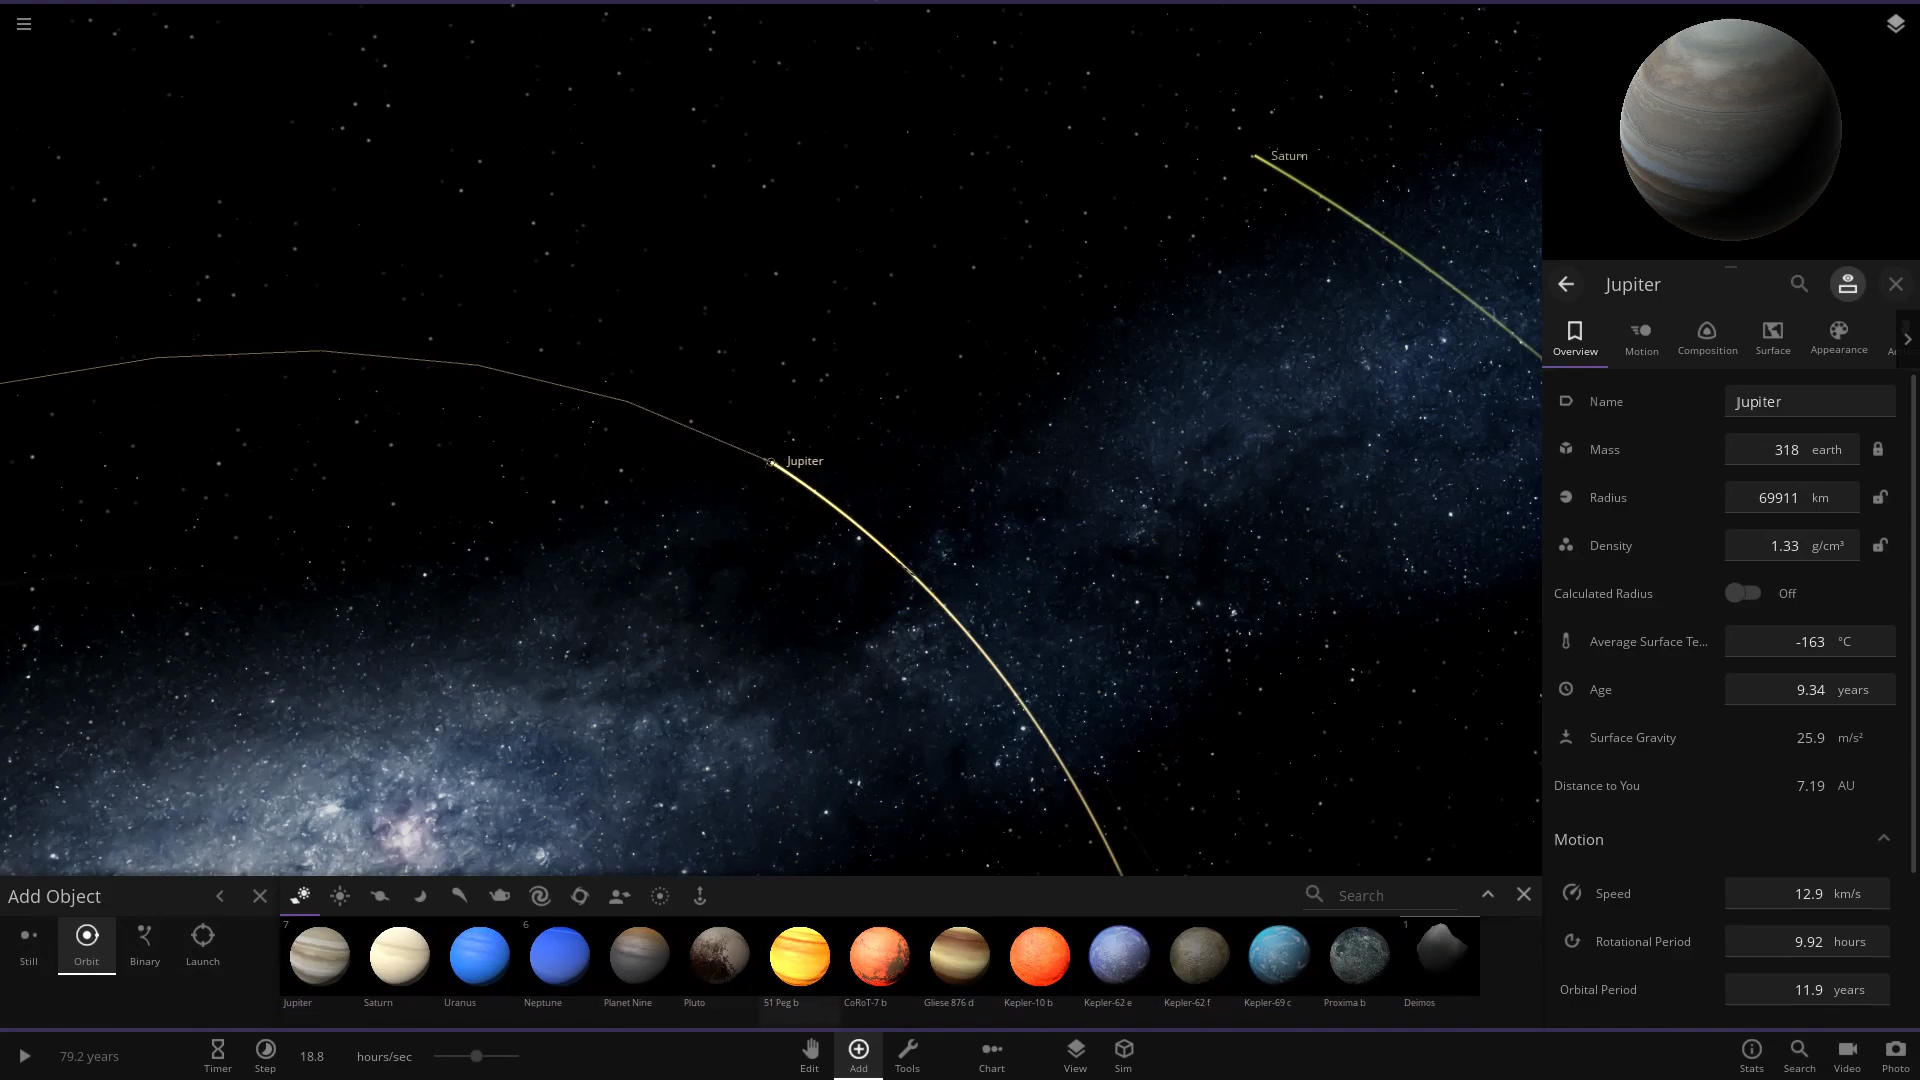 Saturn
Jupiter
Jupiter
Overview
Motion
Composition
Surface
Appearance
Name
Jupiter
Mass
318 earth
Radius
69911 km
Density
1.33 g/cm³
Calculated Radius
Off
Average Surface Te...
-163 °C
Age
9.34 years
Surface Gravity
25.9 m/s²
Distance to You
7.19 AU
Motion
Speed
12.9 km/s
Rotational Period
9.92 hours
Orbital Period
11.9 years
Add Object
Search
Still
Orbit
Binary
Launch
7
6
1
Jupiter
Saturn
Uranus
Neptune
Planet Nine
Pluto
51 Peg b
CoRoT-7 b
Gliese 876 d
Kepler-10 b
Kepler-62 e
Kepler-62 f
Kepler-69 c
Proxima b
Deimos
79.2 years
Timer
Step
18.8 hours/sec
Edit
Add
Tools
Chart
View
Sim
Stats
Search
Video
Photo